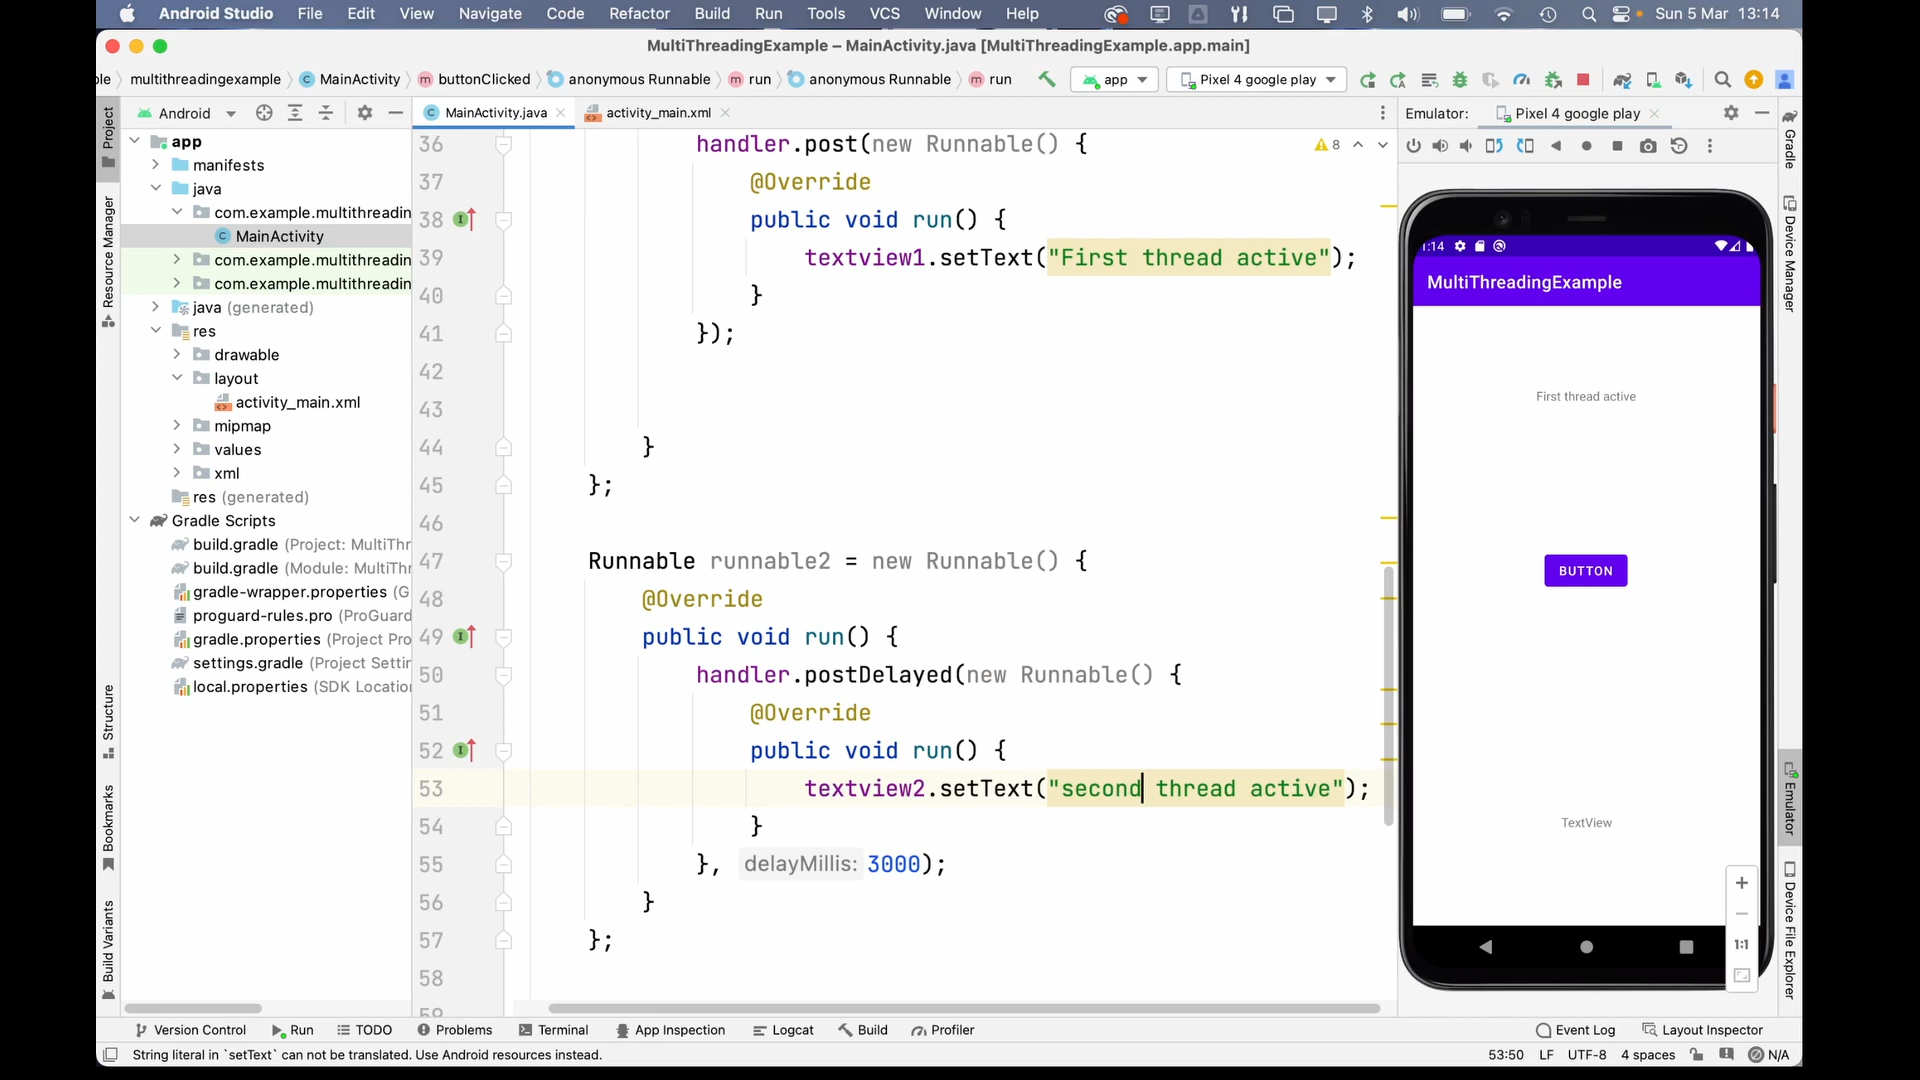 Android Studio File Edit View Navigate Code Refactor Build Run Tools VCS Window Help Sun 5 Mar 13:14
MultiThreadingExample – MainActivity.java [MultiThreadingExample.app.main]
ple multithreadingexample MainActivity buttonClicked anonymous Runnable run anonymous Runnable run app Pixel 4 google play
Android MainActivity.java activity_main.xml Emulator: Pixel 4 google play
Project
Resource Manager
Structure
Bookmarks
Build Variants
app
manifests
java
com.example.multithreadin
MainActivity
com.example.multithreadin
com.example.multithreadin
java (generated)
res
drawable
layout
activity_main.xml
mipmap
values
xml
res (generated)
Gradle Scripts
build.gradle (Project: MultiThr
build.gradle (Module: MultiThr
gradle-wrapper.properties (G
proguard-rules.pro (ProGuard
gradle.properties (Project Pro
settings.gradle (Project Settir
local.properties (SDK Locatio
8
36 handler.post(new Runnable() {
37 @Override
38 public void run() {
39 textview1.setText("First thread active");
40 }
41 });
42
43
44 }
45 };
46
47 Runnable runnable2 = new Runnable() {
48 @Override
49 public void run() {
50 handler.postDelayed(new Runnable() {
51 @Override
52 public void run() {
53 textview2.setText("second thread active");
54 }
55 }, delayMillis: 3000);
56 }
57 };
58
59
1:14
MultiThreadingExample
First thread active
BUTTON
TextView
1:1
Gradle
Device Manager
Emulator
Device File Explorer
Version Control Run TODO Problems Terminal App Inspection Logcat Build Profiler Event Log Layout Inspector
String literal in `setText` can not be translated. Use Android resources instead. 53:50 LF UTF-8 4 spaces N/A